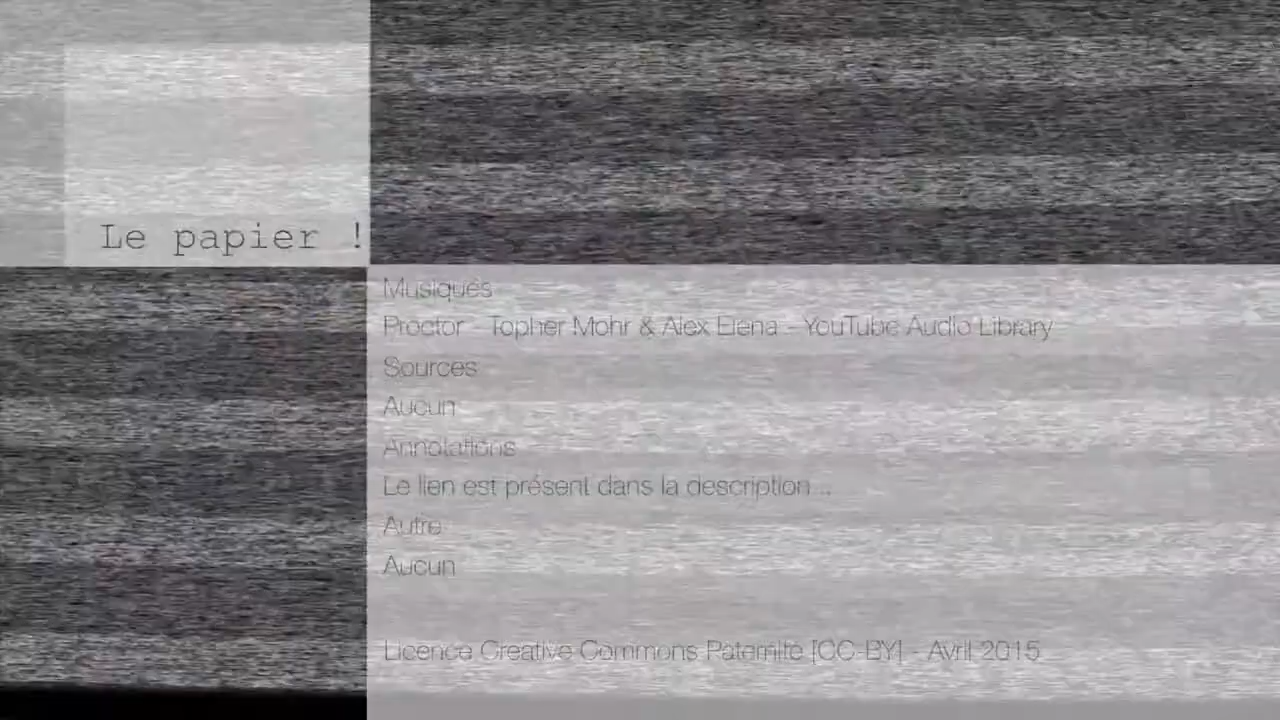 Le papier !
Musiques
Proctor - Topher Mohr & Alex Elena - YouTube Audio Library
Sources
Aucun
Annotations
Le lien est présent dans la description...
Autre
Aucun
Licence Creative Commons Paternite [CC-BY] - Avril 2015